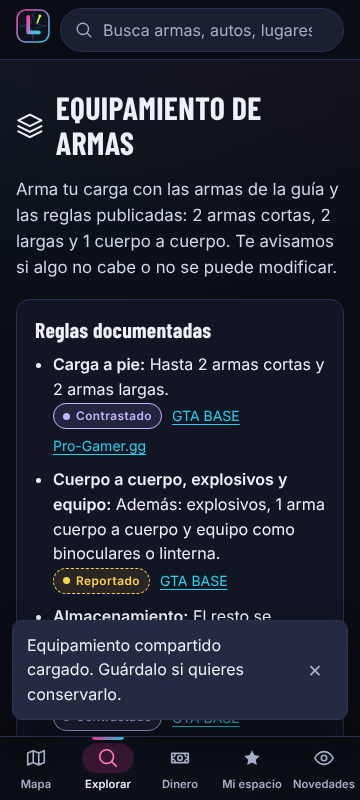 Busca armas, autos, lugares
EQUIPAMIENTO DE
ARMAS
Arma tu carga con las armas de la guía y
las reglas publicadas: 2 armas cortas, 2
largas y 1 cuerpo a cuerpo. Te avisamos
si algo no cabe o no se puede modificar.
Reglas documentadas
• Carga a pie: Hasta 2 armas cortas y
2 armas largas.
Contrastado GTA BASE
Pro-Gamer.gg
• Cuerpo a cuerpo, explosivos y
equipo: Además: explosivos, 1 arma
cuerpo a cuerpo y equipo como
binoculares o linterna.
Reportado GTA BASE
• Almacenamiento: El resto se
Equipamiento compartido
cargado. Guárdalo si quieres
conservarlo.
Mapa Explorar Dinero Mi espacio Novedades